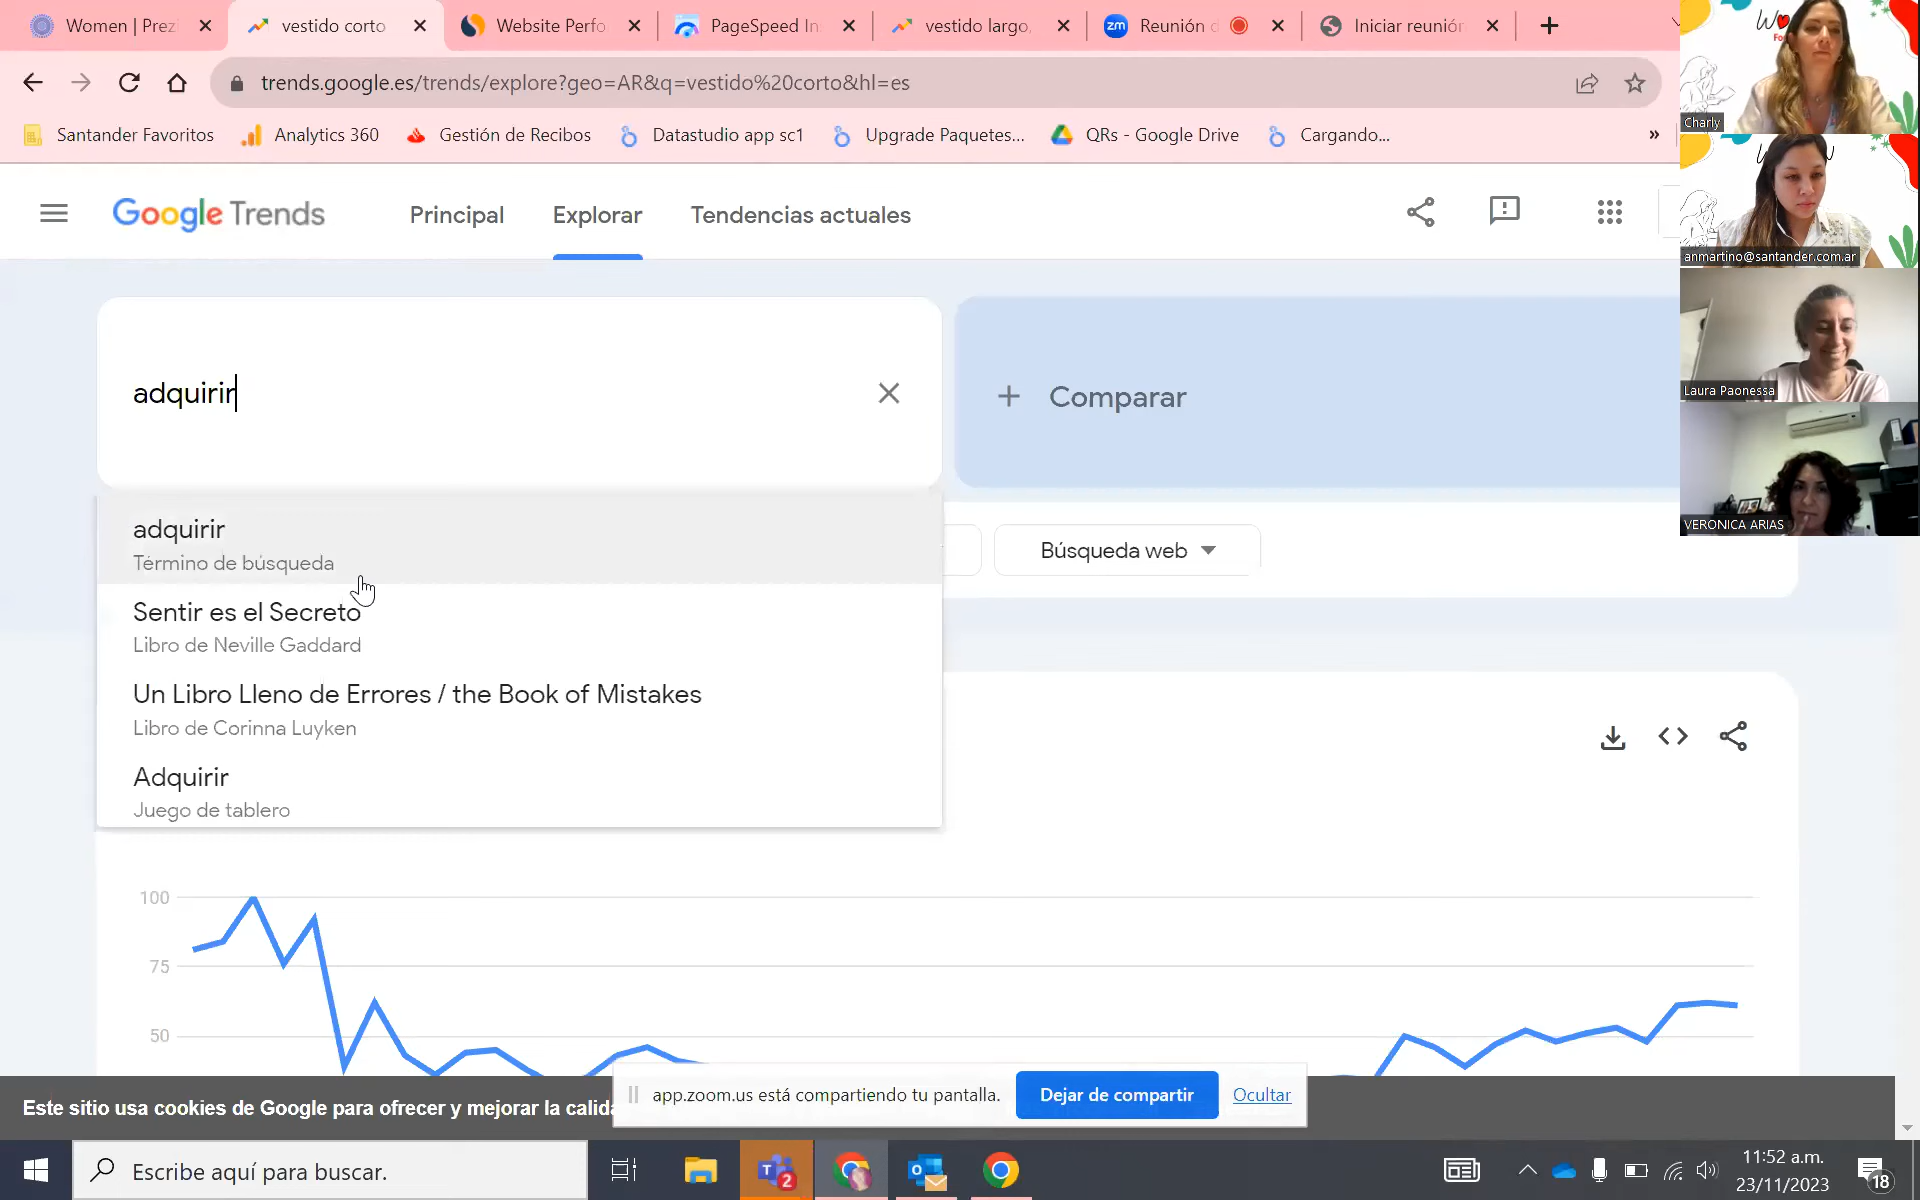 Women | Prezi
vestido corto
Website Perfo
PageSpeed In
vestido largo,
zm
Reunión d
Iniciar reunión
trends.google.es/trends/explore?geo=AR&q=vestido%20corto&hl=es
Santander Favoritos
Analytics 360
Gestión de Recibos
Datastudio app sc1
Upgrade Paquetes...
QRs - Google Drive
Cargando...
»
Charly
anmartino@santander.com.ar
Laura Paonessa
VERONICA ARIAS
Google Trends
Principal
Explorar
Tendencias actuales
adquirir
+ Comparar
adquirir
Término de búsqueda
Búsqueda web
Sentir es el Secreto
Libro de Neville Gaddard
Un Libro Lleno de Errores / the Book of Mistakes
Libro de Corinna Luyken
Adquirir
Juego de tablero
100
75
50
Este sitio usa cookies de Google para ofrecer y mejorar la calida
app.zoom.us está compartiendo tu pantalla.
Dejar de compartir
Ocultar
Escribe aquí para buscar.
2
11:52 a.m.
23/11/2023
18